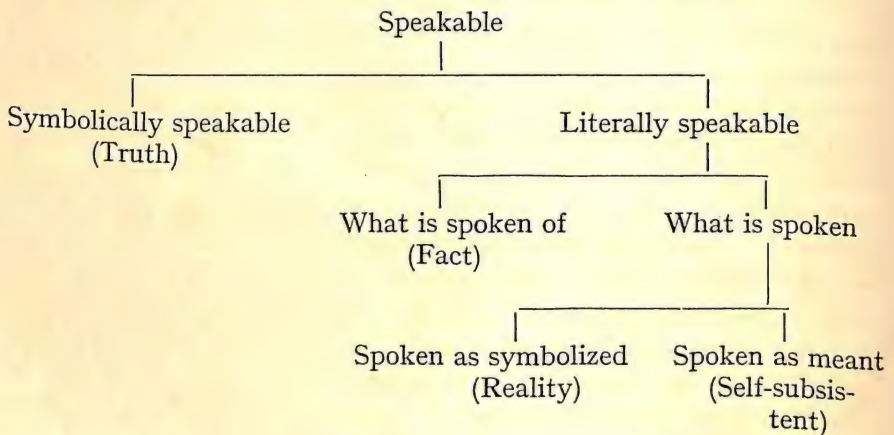 Speakable
Symbolically speakable
(Truth)
Literally speakable
What is spoken of
(Fact)
What is spoken
Spoken as symbolized
(Reality)
Spoken as meant
(Self-subsis-
tent)